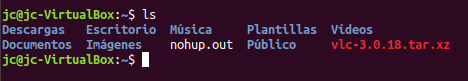 jc@jc-VirtualBox:~$ ls
Descargas Escritorio Música Plantillas Vídeos
Documentos Imágenes nohup.out Público vlc-3.0.18.tar.xz
jc@jc-VirtualBox:~$